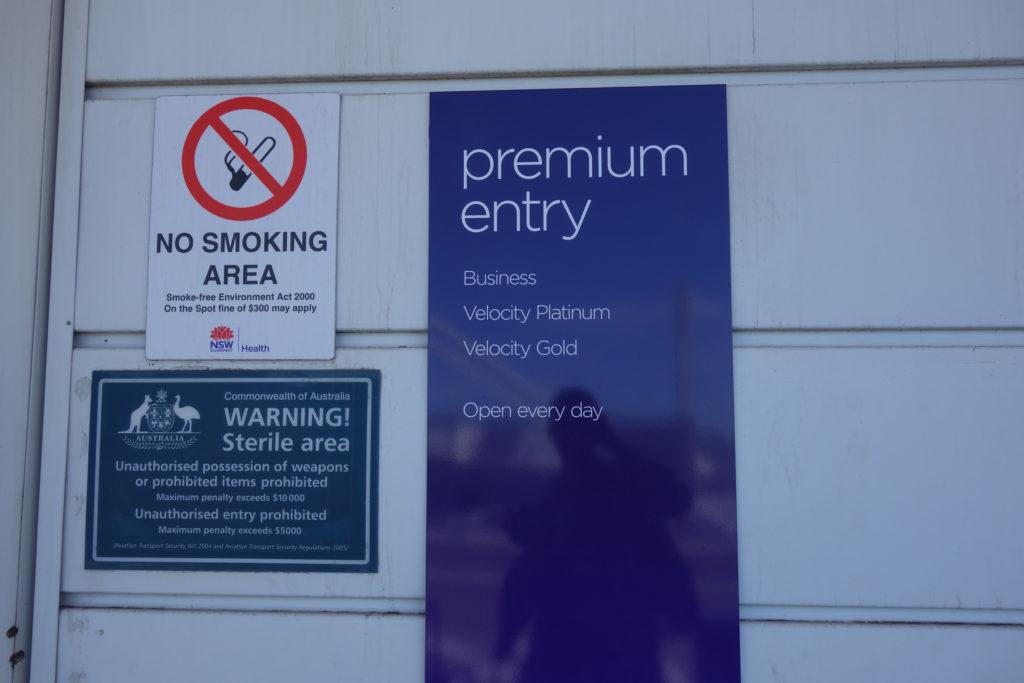 NO SMOKING
AREA
Smoke-free Environment Act 2000
On the Spot fine of $300 may apply
NSW
GOVERNMENT
Health
Commonwealth of Australia
WARNING!
Sterile area
AUSTRALIA
Unauthorised possession of weapons
or prohibited items prohibited
Maximum penalty exceeds $10000
Unauthorised entry prohibited
Maximum penalty exceeds $5000
(Aviation Transport Security Act 2004 and Aviation Transport Security Regulations 2005)
premium
entry
Business
Velocity Platinum
Velocity Gold
Open every day